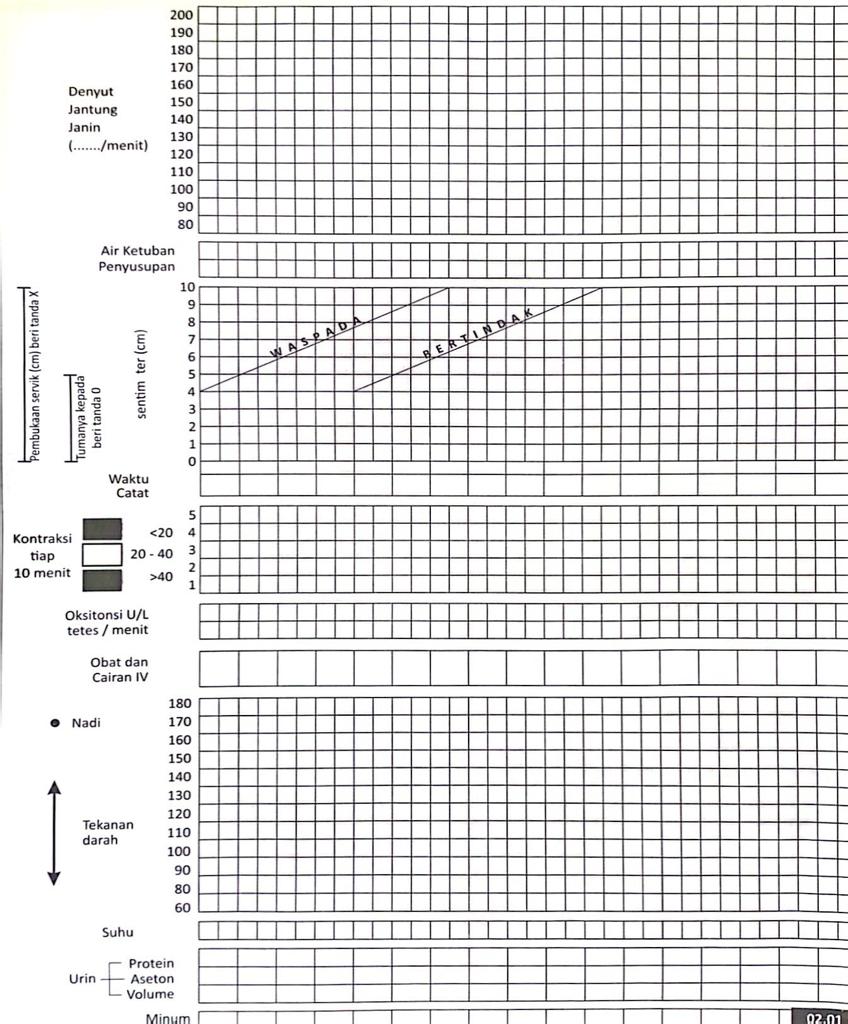 200
190
180
170
160
150
140
130
120
110
100
90
80
Denyut
Jantung
Janin
(......./menit)
Air Ketuban
Penyusupan
Pembukaan servik (cm) beri tanda X
Tumanya kepada
beri tanda 0
sentim ter (cm)
10
9
8
7
6
5
4
3
2
1
0
WASPADA
BERTINDAK
Waktu
Catat
Kontraksi
tiap
10 menit
<20
20 - 40
>40
5
4
3
2
1
Oksitonsi U/L
tetes / menit
Obat dan
Cairan IV
180
170
160
150
140
130
120
110
100
90
80
60
Nadi
Tekanan
darah
Suhu
Urin
Protein
Aseton
Volume
Minum
02.01